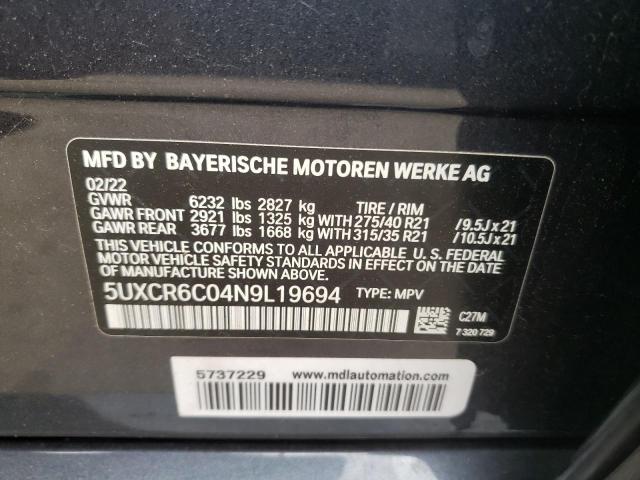 MFD BY BAYERISCHE MOTOREN WERKE AG
02/22
GVWR 6232 lbs 2827 kg TIRE / RIM
GAWR FRONT 2921 lbs 1325 kg WITH 275/40 R21 /9.5J x 21
GAWR REAR 3677 lbs 1668 kg WITH 315/35 R21 /10.5J x 21
THIS VEHICLE CONFORMS TO ALL APPLICABLE U. S. FEDERAL
MOTOR VEHICLE SAFETY STANDARDS IN EFFECT ON THE DATE
OF MANUFACTURE SHOWN ABOVE.
5UXCR6C04N9L19694 TYPE: MPV
C27M
7 320 729
5737229 www.mdlautomation.com